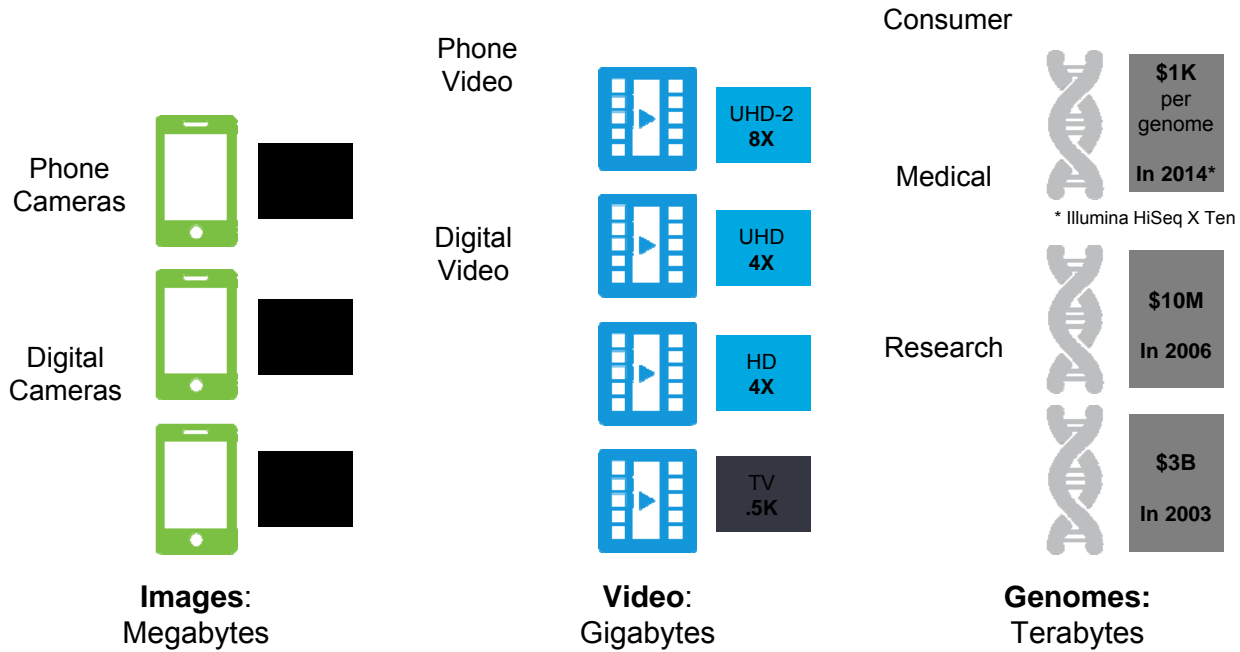 Phone
Cameras
Digital
Cameras
Images:
Megabytes
Phone
Video
UHD-2
8X
Digital
Video
UHD
4X
HD
4X
TV
.5K
Video:
Gigabytes
Consumer
$1K
per
genome
In 2014*
Medical
* Illumina HiSeq X Ten
Research
$10M
In 2006
$3B
In 2003
Genomes:
Terabytes